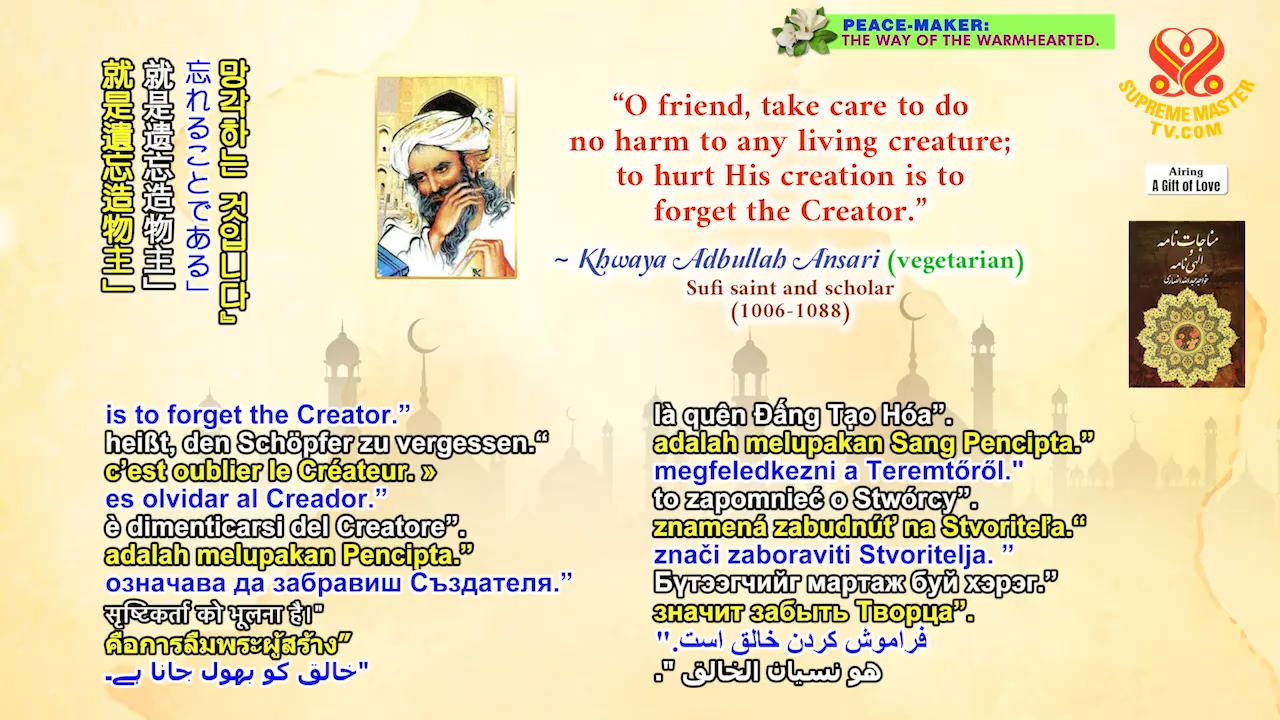 PEACE-MAKER:
THE WAY OF THE WARMHEARTED.
SUPREME MASTER
TV.COM
Airing
A Gift of Love
مناجات نامه
و
الهی نامه
خواجه عبدالله انصاری
就是遺忘造物主」
就是遗忘造物主」
忘れることである」
망각하는 것입니다』
“O friend, take care to do
no harm to any living creature;
to hurt His creation is to
forget the Creator.”
~ Khwaya Adbullah Ansari (vegetarian)
Sufi saint and scholar
(1006-1088)
is to forget the Creator.”
heißt, den Schöpfer zu vergessen.“
c’est oublier le Créateur. »
es olvidar al Creador.”
è dimenticarsi del Creatore”.
adalah melupakan Pencipta.”
означава да забравиш Създателя.”
सृष्टिकर्ता को भूलना है।"
คือการลืมพระผู้สร้าง”
خالق کو بھول جانا ہے۔"
là quên Đấng Tạo Hóa”.
adalah melupakan Sang Pencipta.”
megfeledkezni a Teremtőről."
to zapomnieć o Stwórcy”.
znamená zabudnúť na Stvoriteľa.“
znači zaboraviti Stvoritelja. ”
Бүтээгчийг мартаж буй хэрэг.”
значит забыть Творца”.
فراموش کردن خالق است."
هو نسيان الخالق ".